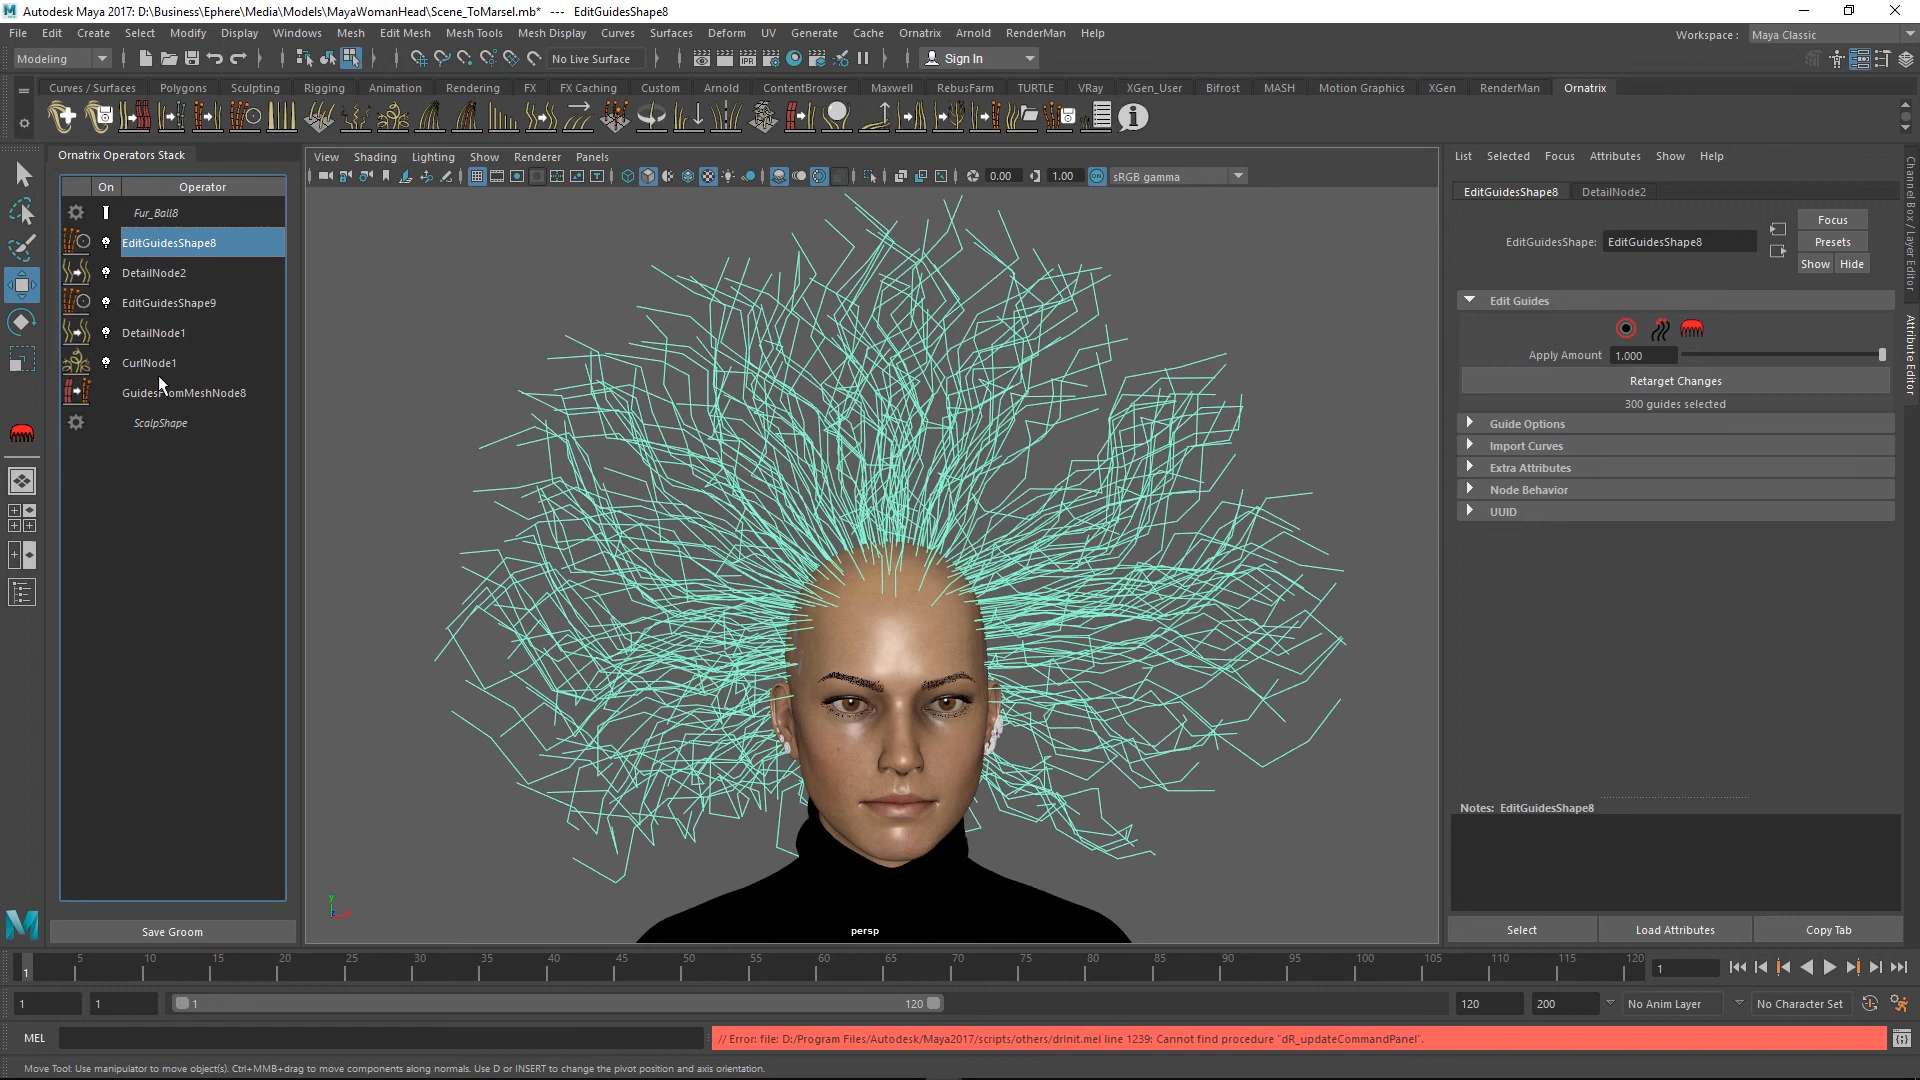 Autodesk Maya 2017: D:\Business\Ephere\Media\Models\MayaWomanHead\Scene_ToMarsel.mb*   ---   EditGuidesShape8
File Edit Create Select Modify Display Windows Mesh Edit Mesh Mesh Tools Mesh Display Curves Surfaces Deform UV Generate Cache Ornatrix Arnold RenderMan Help
Workspace : Maya Classic
Modeling No Live Surface Sign In
Curves / Surfaces Polygons Sculpting Rigging Animation Rendering FX FX Caching Custom Arnold ContentBrowser Maxwell RebusFarm TURTLE VRay XGen_User Bifrost MASH Motion Graphics XGen RenderMan Ornatrix
IPR
Ornatrix Operators Stack
On Operator
Fur_Ball8
EditGuidesShape8
DetailNode2
EditGuidesShape9
DetailNode1
CurlNode1
Guides omMeshNode8
ScalpShape
Save Groom
View Shading Lighting Show Renderer Panels
0.00 1.00 ON sRGB gamma
y
persp
List Selected Focus Attributes Show Help
EditGuidesShape8 DetailNode2
Focus
EditGuidesShape: EditGuidesShape8 Presets
Show Hide
Edit Guides
Apply Amount 1.000
Retarget Changes
300 guides selected
Guide Options
Import Curves
Extra Attributes
Node Behavior
UUID
Notes: EditGuidesShape8
Select Load Attributes Copy Tab
Channel Box / Layer Editor
Attribute Editor
5 10 15 20 25 30 35 40 45 50 55 60 65 70 75 80 85 90 95 100 105 110 115 120
1 1
1 1 1 120 120 200 No Anim Layer No Character Set
MEL // Error: file: D:/Program Files/Autodesk/Maya2017/scripts/others/drInit.mel line 1239: Cannot find procedure "dR_updateCommandPanel".
Move Tool: Use manipulator to move object(s). Ctrl+MMB+drag to move components along normals. Use D or INSERT to change the pivot position and axis orientation.